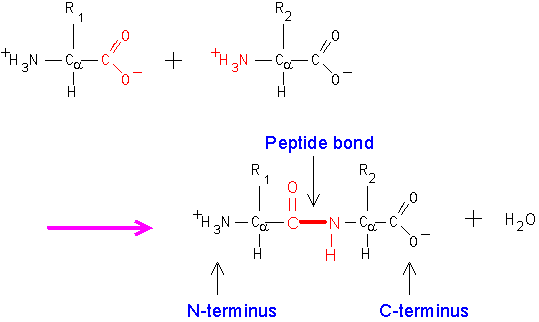 R1 R2
+H3N Cα C O O− + +H3N Cα C O O−
H H
Peptide bond
R1 O R2
+H3N Cα C N Cα C O O− + H2O
H H H
N-terminus C-terminus